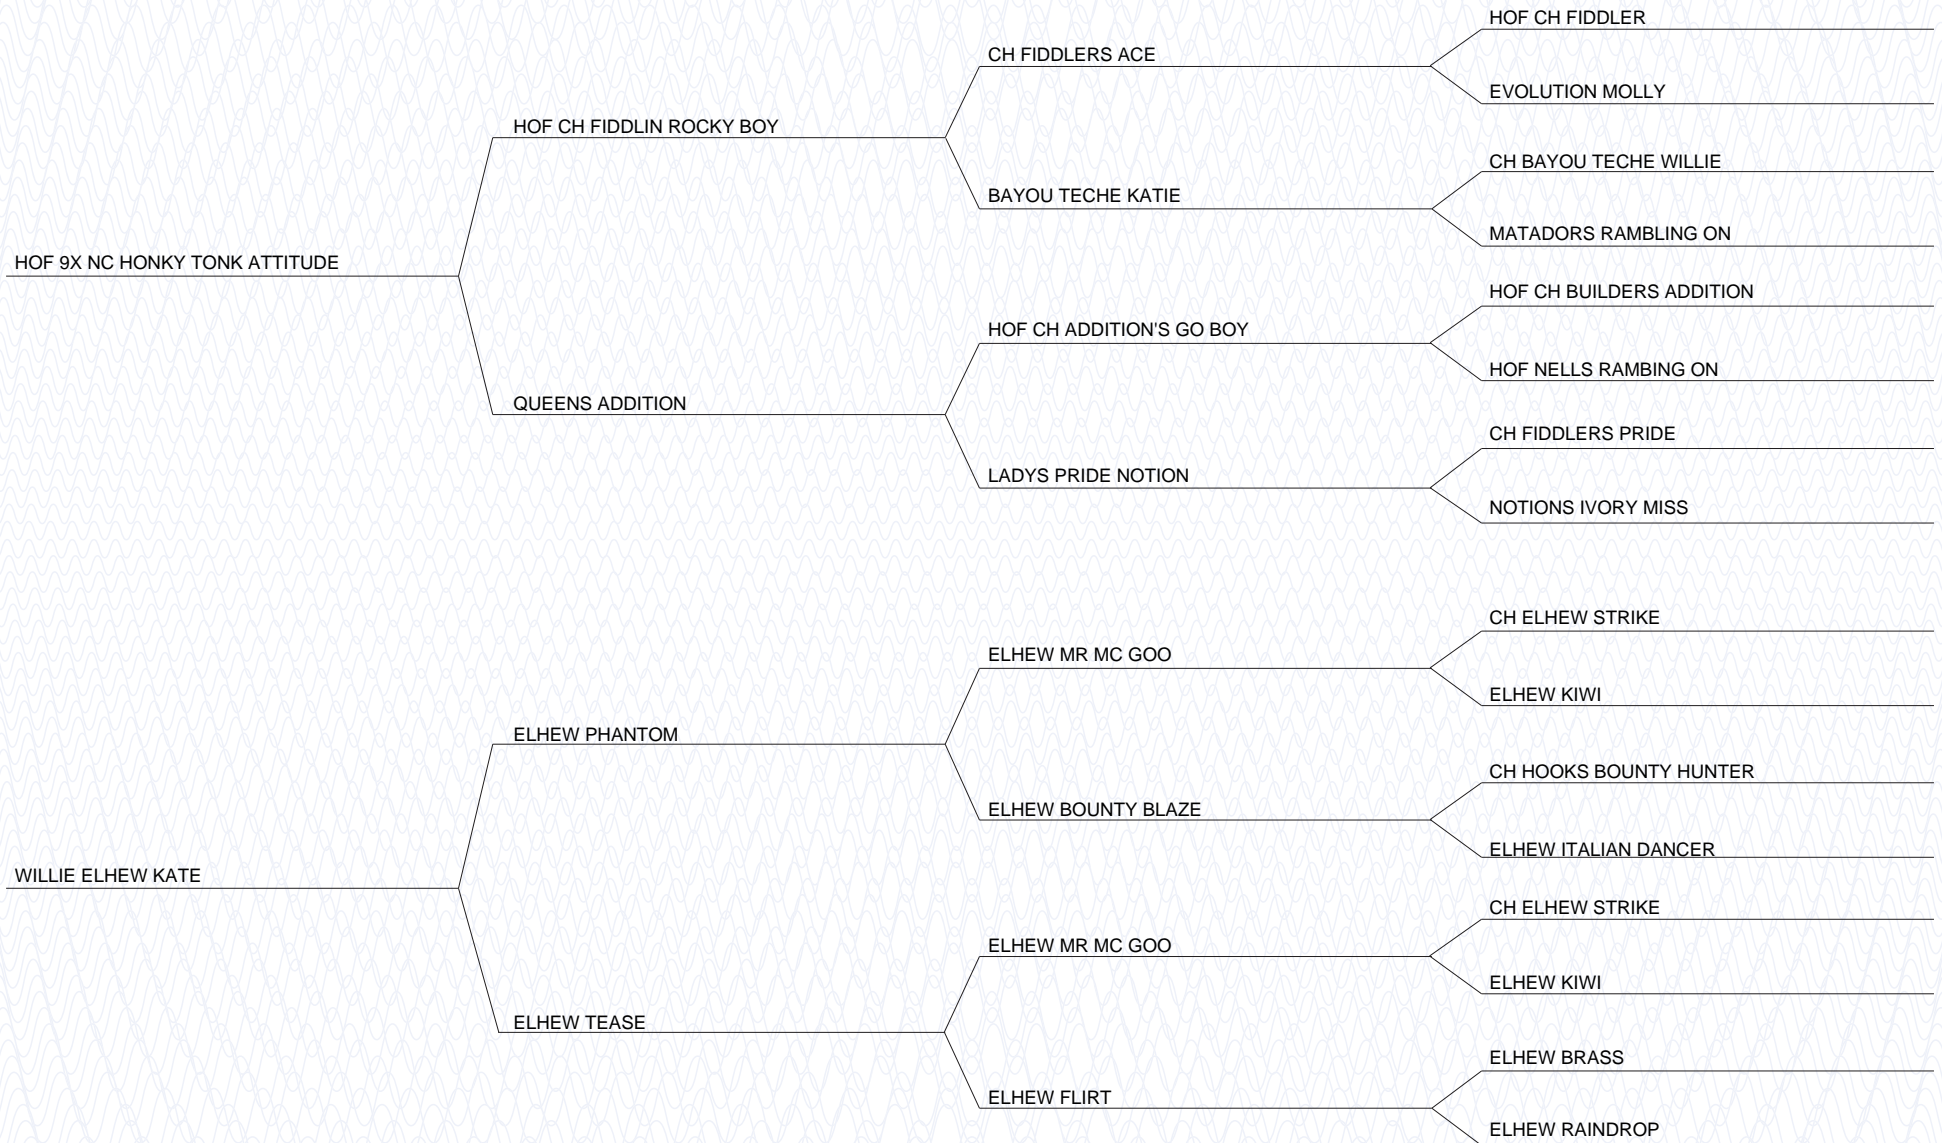 HOF CH FIDDLER
CH FIDDLERS ACE
EVOLUTION MOLLY
HOF CH FIDDLIN ROCKY BOY
CH BAYOU TECHE WILLIE
BAYOU TECHE KATIE
MATADORS RAMBLING ON
HOF 9X NC HONKY TONK ATTITUDE
HOF CH BUILDERS ADDITION
HOF CH ADDITION'S GO BOY
HOF NELLS RAMBING ON
QUEENS ADDITION
CH FIDDLERS PRIDE
LADYS PRIDE NOTION
NOTIONS IVORY MISS
CH ELHEW STRIKE
ELHEW MR MC GOO
ELHEW KIWI
ELHEW PHANTOM
CH HOOKS BOUNTY HUNTER
ELHEW BOUNTY BLAZE
ELHEW ITALIAN DANCER
WILLIE ELHEW KATE
CH ELHEW STRIKE
ELHEW MR MC GOO
ELHEW KIWI
ELHEW TEASE
ELHEW BRASS
ELHEW FLIRT
ELHEW RAINDROP